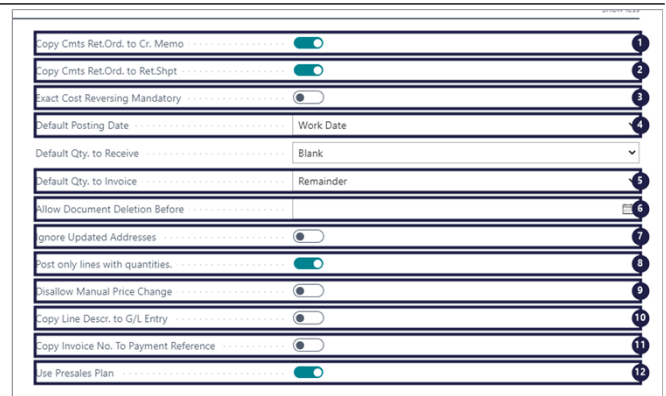 Show less
Copy Cmts Ret.Ord. to Cr. Memo 1
Copy Cmts Ret.Ord. to Ret.Shpt 2
Exact Cost Reversing Mandatory 3
Default Posting Date Work Date 4
Default Qty. to Receive Blank
Default Qty. to Invoice Remainder 5
Allow Document Deletion Before 6
Ignore Updated Addresses 7
Post only lines with quantities. 8
Disallow Manual Price Change 9
Copy Line Descr. to G/L Entry 10
Copy Invoice No. To Payment Reference 11
Use Presales Plan 12